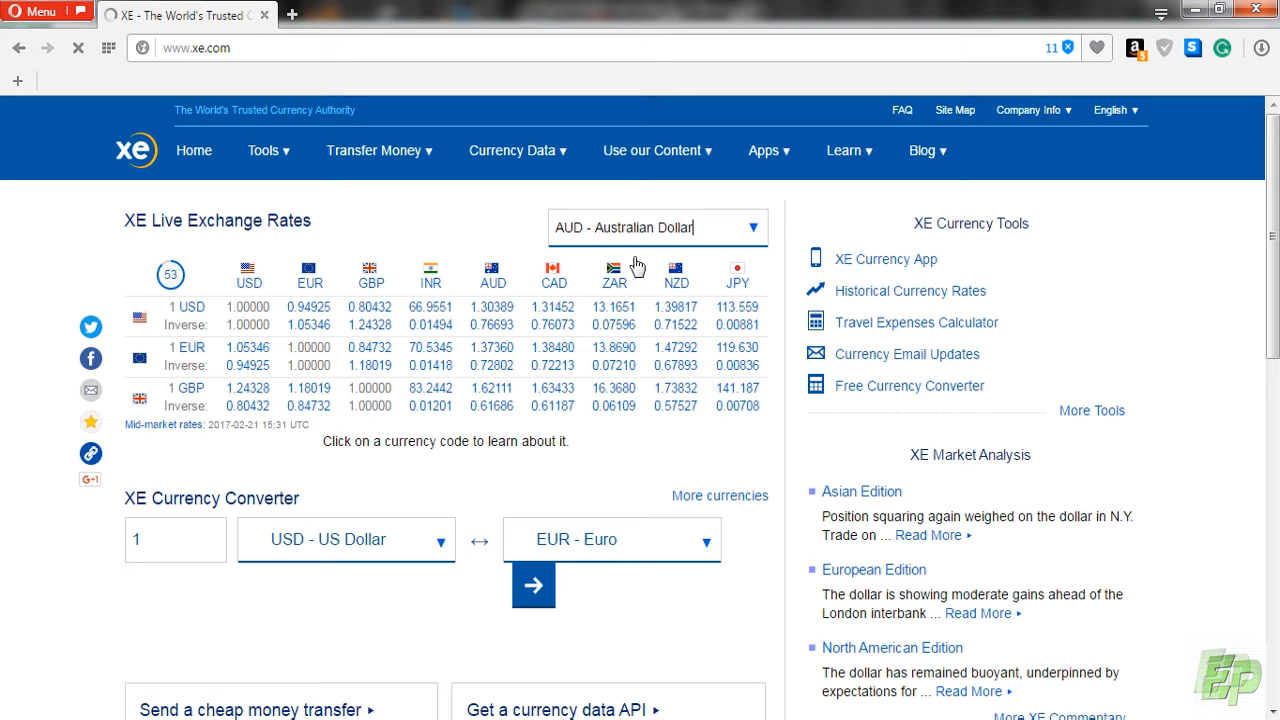 Menu
XE - The World's Trusted C
www.xe.com
11
The World's Trusted Currency Authority
FAQ Site Map Company Info ▼ English ▼
xe Home Tools ▾ Transfer Money ▾ Currency Data ▾ Use our Content ▾ Apps ▾ Learn ▾ Blog ▾
XE Live Exchange Rates
AUD - Australian Dollar
53
USD EUR GBP INR AUD CAD ZAR NZD JPY
1 USD 1.00000 0.94925 0.80432 66.9551 1.30389 1.31452 13.1651 1.39817 113.559
Inverse: 1.00000 1.05346 1.24328 0.01494 0.76693 0.76073 0.07596 0.71522 0.00881
1 EUR 1.05346 1.00000 0.84732 70.5345 1.37360 1.38480 13.8690 1.47292 119.630
Inverse: 0.94925 1.00000 1.18019 0.01418 0.72802 0.72213 0.07210 0.67893 0.00836
1 GBP 1.24328 1.18019 1.00000 83.2442 1.62111 1.63433 16.3680 1.73832 141.187
Inverse: 0.80432 0.84732 1.00000 0.01201 0.61686 0.61187 0.06109 0.57527 0.00708
Mid-market rates: 2017-02-21 15:31 UTC
Click on a currency code to learn about it.
G+1
XE Currency Converter
More currencies
1
USD - US Dollar
EUR - Euro
Send a cheap money transfer ▸
Get a currency data API ▸
XE Currency Tools
XE Currency App
Historical Currency Rates
Travel Expenses Calculator
Currency Email Updates
Free Currency Converter
More Tools
XE Market Analysis
Asian Edition
Position squaring again weighed on the dollar in N.Y.
Trade on ... Read More ▸
European Edition
The dollar is showing moderate gains ahead of the
London interbank ... Read More ▸
North American Edition
The dollar has remained buoyant, underpinned by
expectations for ... Read More ▸
More XE Commentary
EP